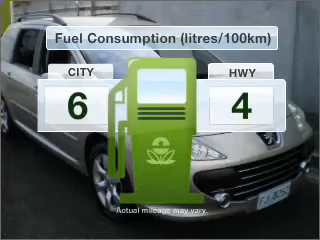 Fuel Consumption (litres/100km)
CITY
HWY
6
4
Actual mileage may vary.